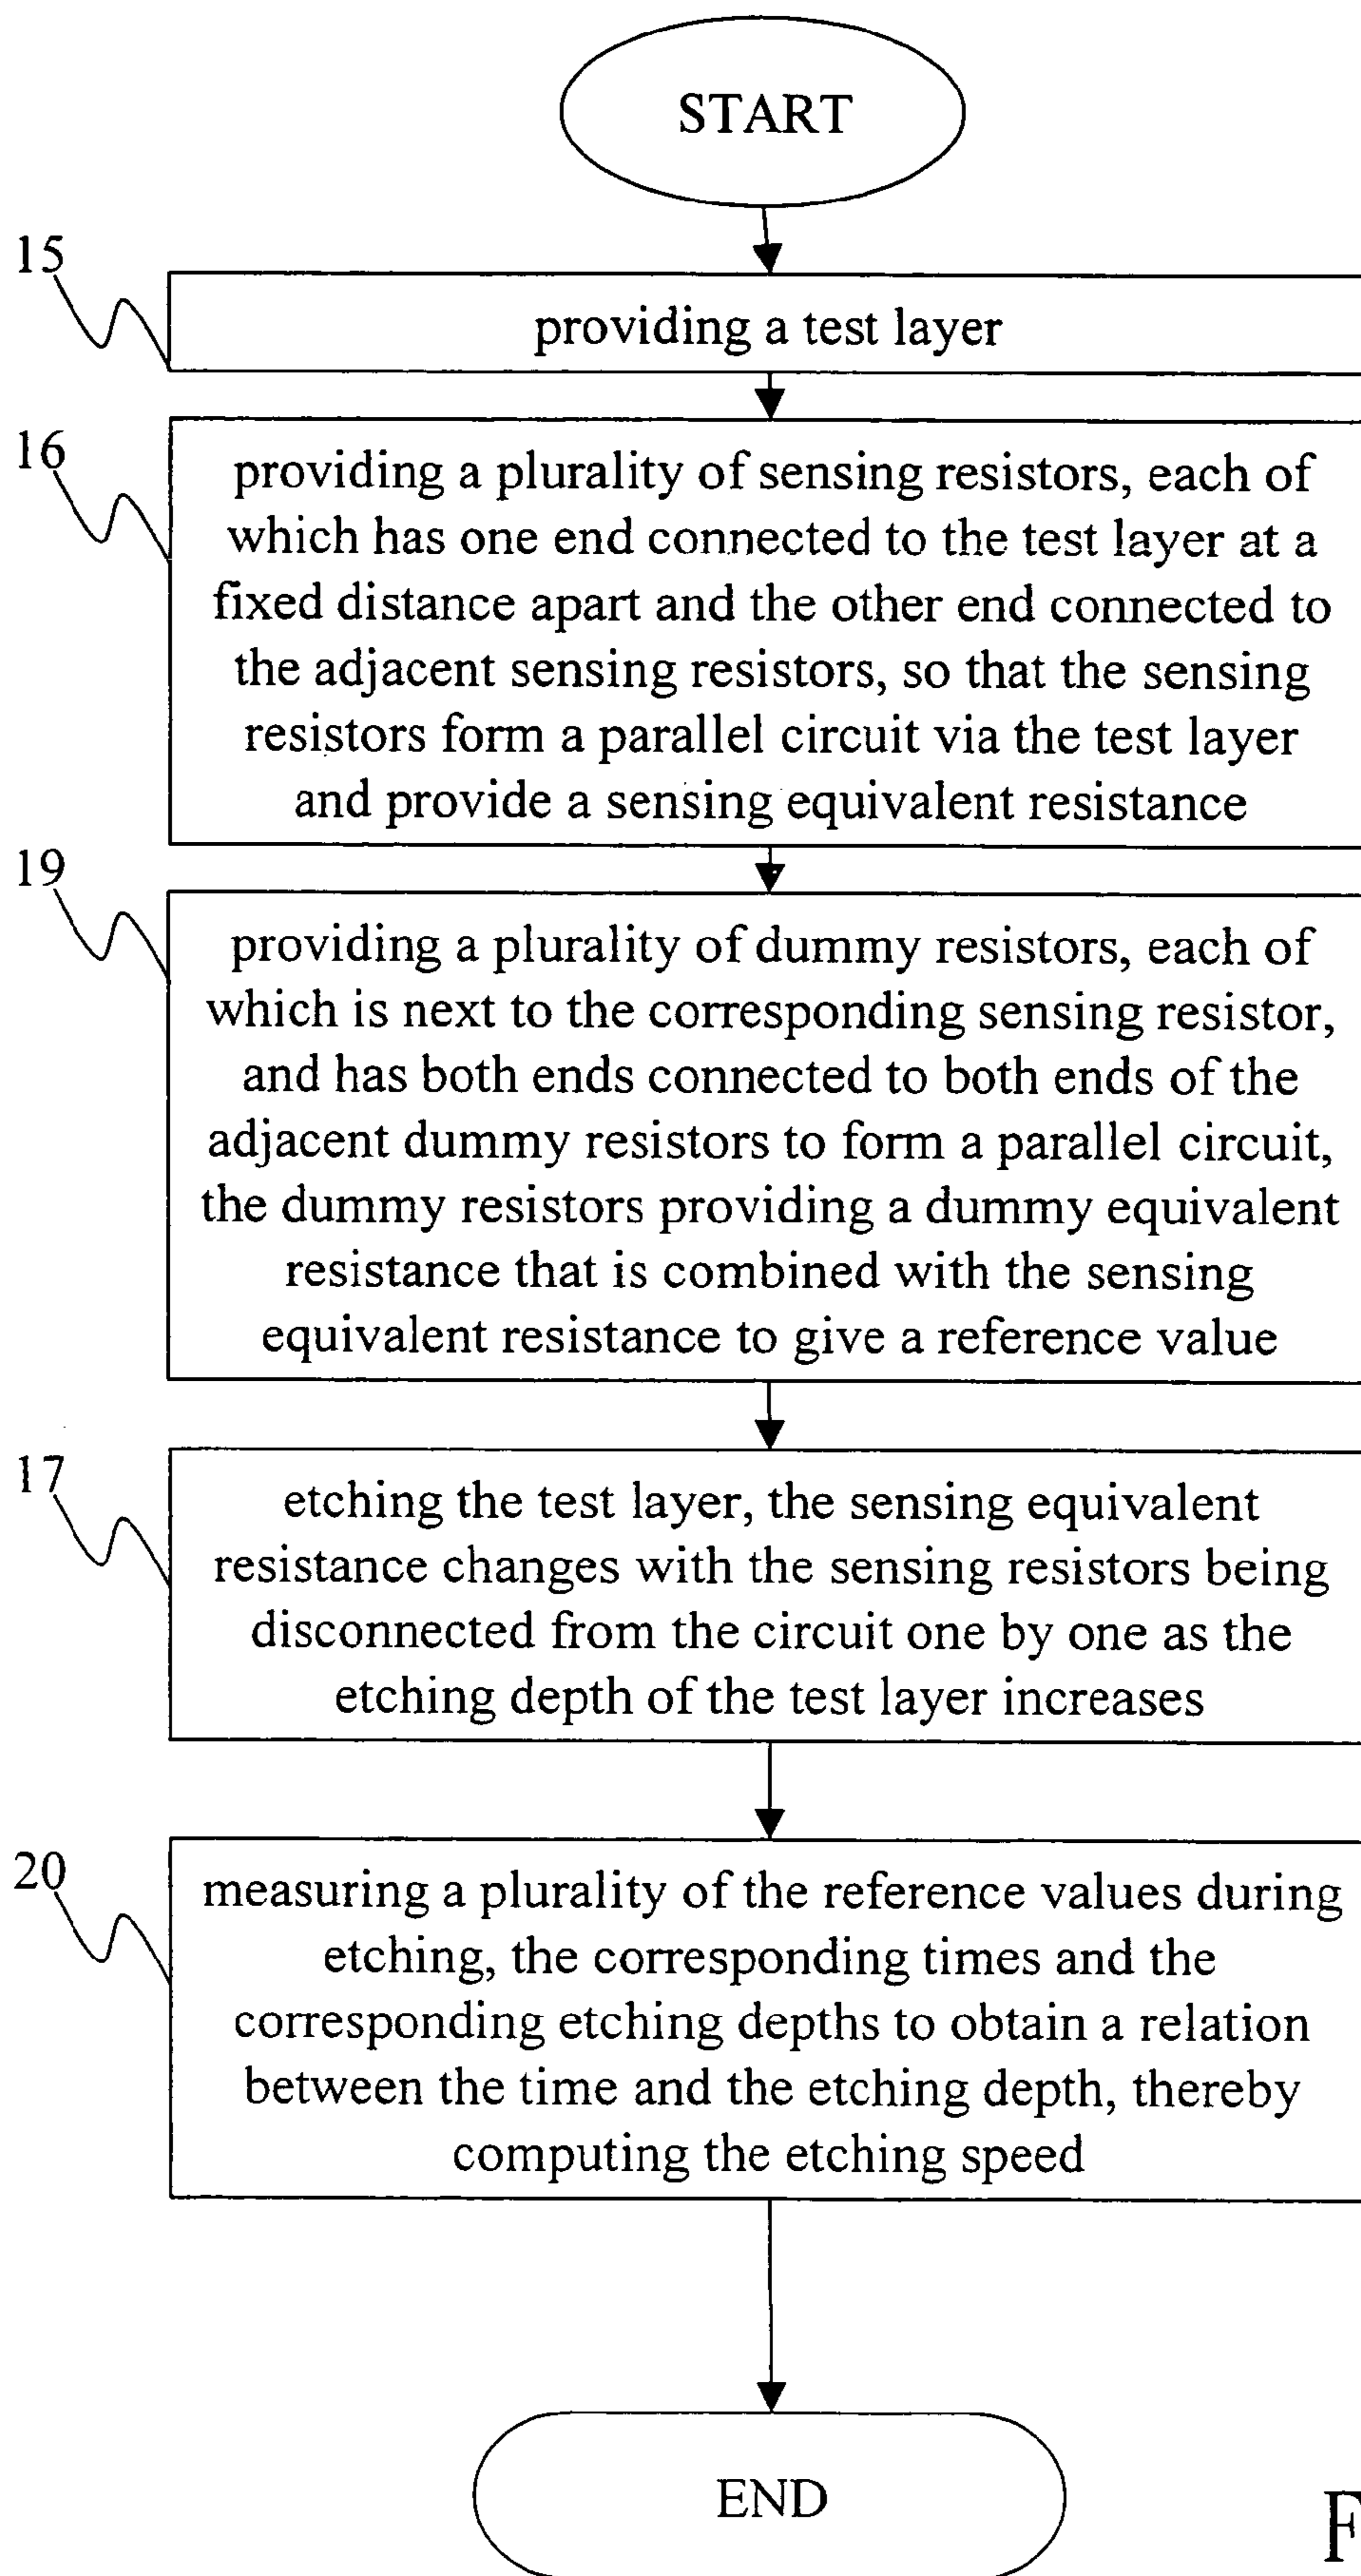 START
15
providing a test layer
16
providing a plurality of sensing resistors, each of
which has one end connected to the test layer at a
fixed distance apart and the other end connected to
the adjacent sensing resistors, so that the sensing
resistors form a parallel circuit via the test layer
and provide a sensing equivalent resistance
19
providing a plurality of dummy resistors, each of
which is next to the corresponding sensing resistor,
and has both ends connected to both ends of the
adjacent dummy resistors to form a parallel circuit,
the dummy resistors providing a dummy equivalent
resistance that is combined with the sensing
equivalent resistance to give a reference value
17
etching the test layer, the sensing equivalent
resistance changes with the sensing resistors being
disconnected from the circuit one by one as the
etching depth of the test layer increases
20
measuring a plurality of the reference values during
etching, the corresponding times and the
corresponding etching depths to obtain a relation
between the time and the etching depth, thereby
computing the etching speed
END